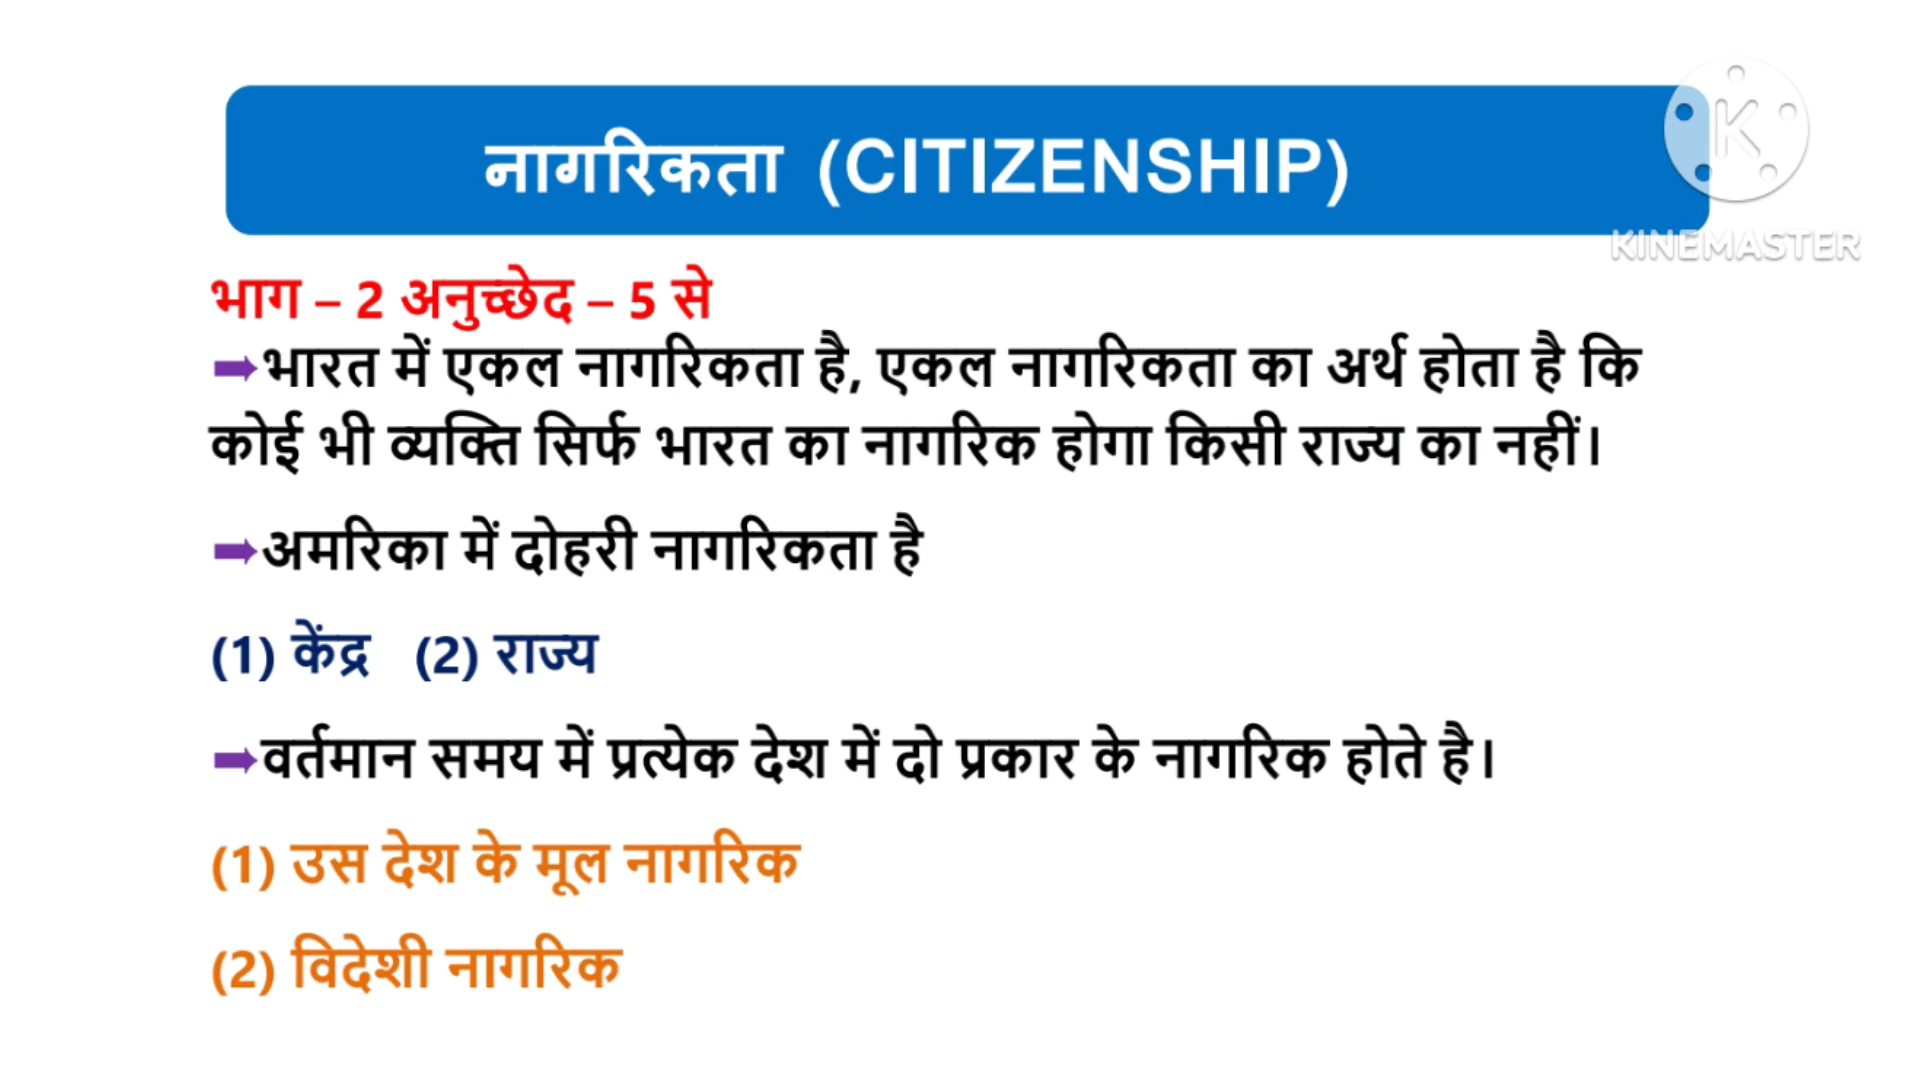 नागरिकता (CITIZENSHIP)
K
KINEMASTER
भाग – 2 अनुच्छेद – 5 से
➡भारत में एकल नागरिकता है, एकल नागरिकता का अर्थ होता है कि
कोई भी व्यक्ति सिर्फ भारत का नागरिक होगा किसी राज्य का नहीं।
➡अमरिका में दोहरी नागरिकता है
(1) केंद्र (2) राज्य
➡वर्तमान समय में प्रत्येक देश में दो प्रकार के नागरिक होते है।
(1) उस देश के मूल नागरिक
(2) विदेशी नागरिक